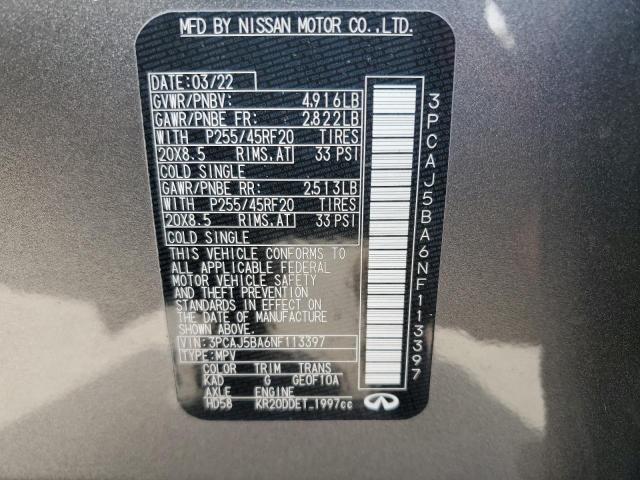 MFD BY NISSAN MOTOR CO.,LTD.
DATE: 03/22
GVWR/PNBV: 4,916LB
GAWR/PNBE FR: 2,822LB
WITH P255/45RF20 TIRES
20X8.5 RIMS.AT 33 PSI
COLD SINGLE
GAWR/PNBE RR: 2,513LB
WITH P255/45RF20 TIRES
20X8.5 RIMS.AT 33 PSI
COLD SINGLE
THIS VEHICLE CONFORMS TO
ALL APPLICABLE FEDERAL
MOTOR VEHICLE SAFETY
AND THEFT PREVENTION
STANDARDS IN EFFECT ON
THE DATE OF MANUFACTURE
SHOWN ABOVE.
VIN: 3PCAJ5BA6NF113397
TYPE: MPV
COLOR TRIM TRANS
KAD G GE0F10A
AXLE ENGINE
HD58 KR20DDET 1997cc
3PCAJ5BA6NF113397